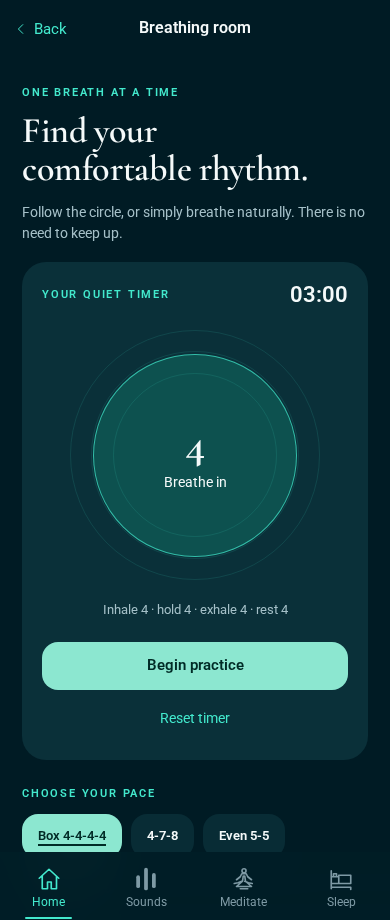 Back
Breathing room
ONE BREATH AT A TIME
Find your
comfortable rhythm.
Follow the circle, or simply breathe naturally. There is no
need to keep up.
YOUR QUIET TIMER
03:00
4
Breathe in
Inhale 4 · hold 4 · exhale 4 · rest 4
Begin practice
Reset timer
CHOOSE YOUR PACE
Box 4-4-4-4
4-7-8
Even 5-5
Home
Sounds
Meditate
Sleep